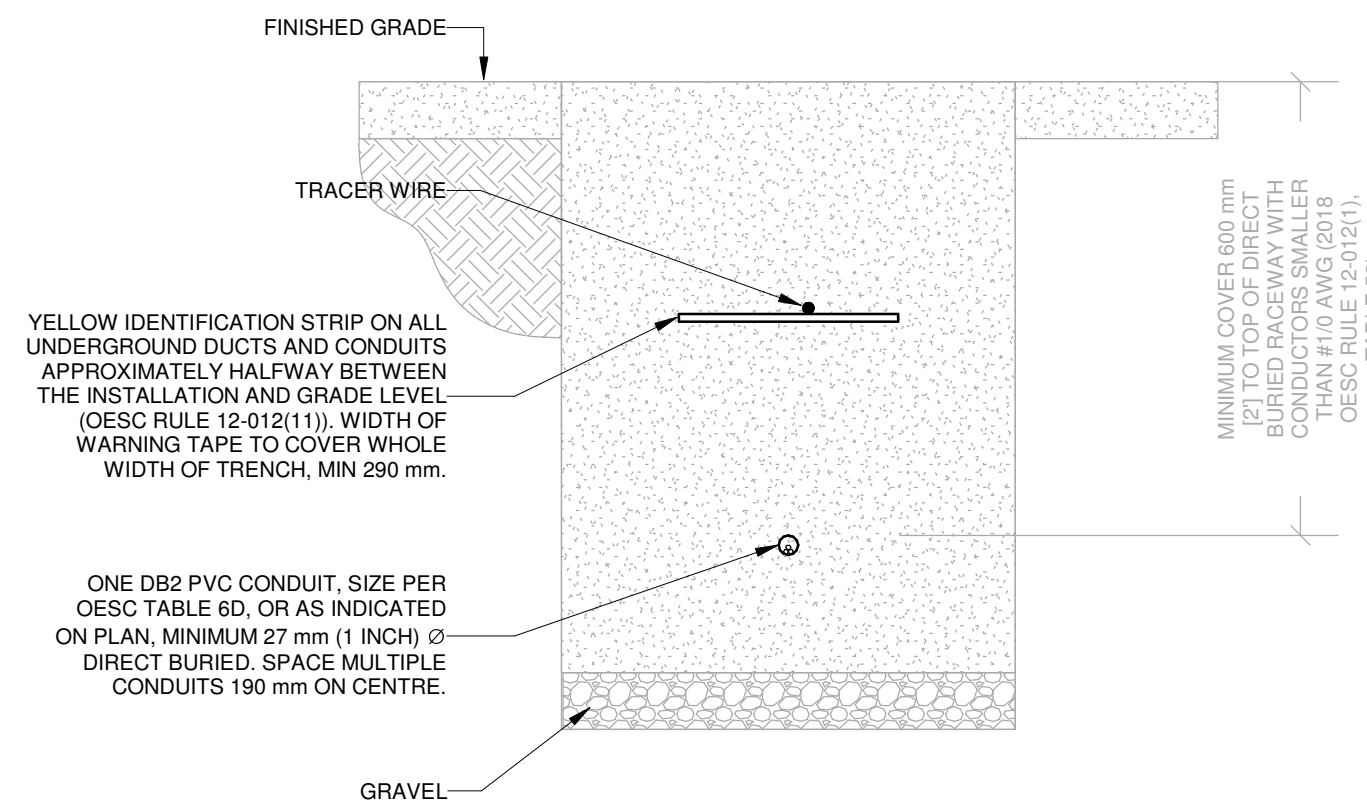 FINISHED GRADE
TRACER WIRE
YELLOW IDENTIFICATION STRIP ON ALL
UNDERGROUND DUCTS AND CONDUITS
APPROXIMATELY HALFWAY BETWEEN
THE INSTALLATION AND GRADE LEVEL
(OESC RULE 12-012(11)). WIDTH OF
WARNING TAPE TO COVER WHOLE
WIDTH OF TRENCH, MIN 290 mm.
ONE DB2 PVC CONDUIT, SIZE PER
OESC TABLE 6D, OR AS INDICATED
ON PLAN, MINIMUM 27 mm (1 INCH) Ø
DIRECT BURIED. SPACE MULTIPLE
CONDUITS 190 mm ON CENTRE.
GRAVEL
MINIMUM COVER 600 mm
[2'] TO TOP OF DIRECT
BURIED RACEWAY WITH
CONDUCTORS SMALLER
THAN #1/0 AWG (2018
OESC RULE 12-012(1),